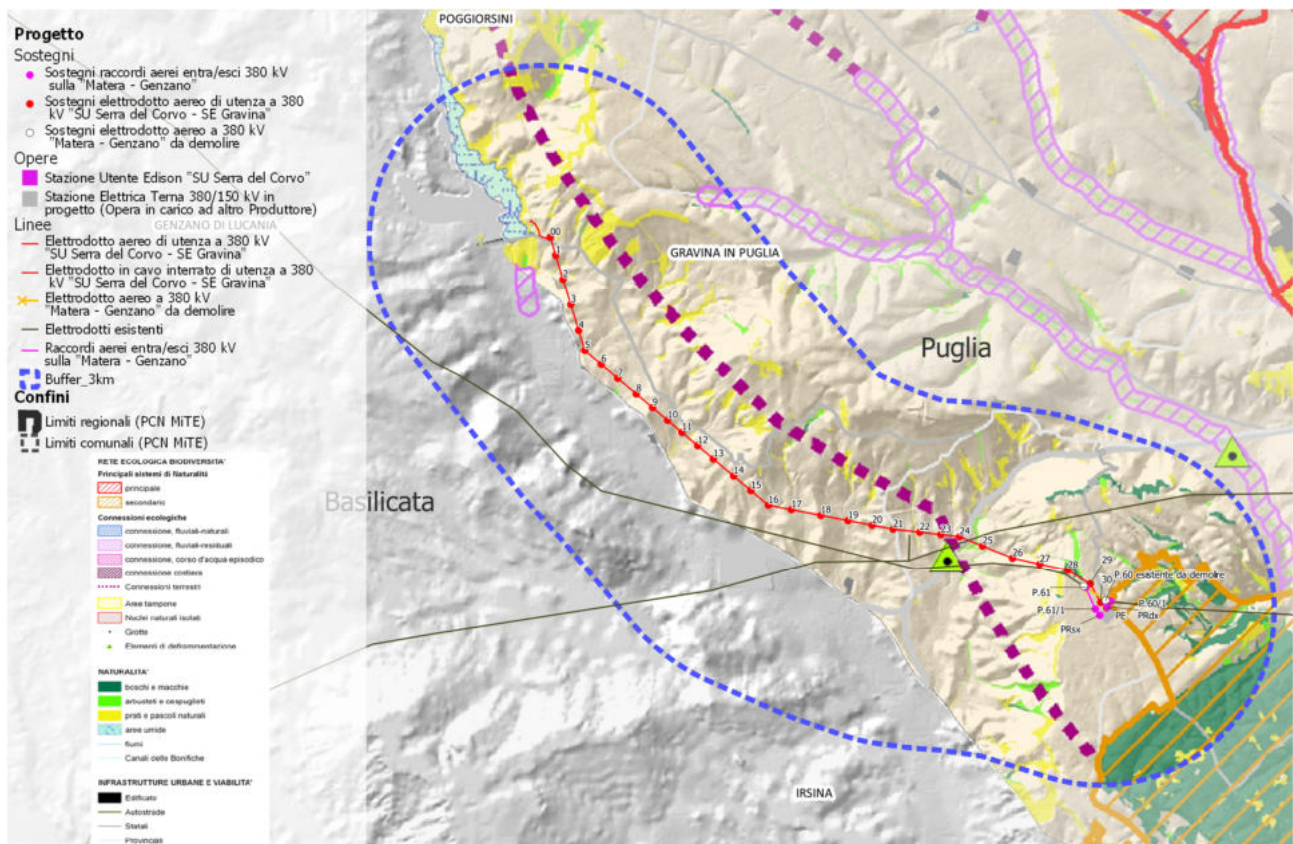 POGGIORSINI
Progetto
Sostegni
Sostegni raccordi aerei entra/esci 380 kV
sulla "Matera - Genzano"
Sostegni elettrodotto aereo di utenza a 380
kV "SU Serra del Corvo - SE Gravina"
Sostegni elettrodotto aereo a 380 kV
"Matera - Genzano" da demolire
Opere
Stazione Utente Edison "SU Serra del Corvo"
Stazione Elettrica Terna 380/150 kV in
progetto (Opera in carico ad altro Produttore)
GENZANO DI LUCANIA
Linee
Elettrodotto aereo di utenza a 380 kV
"SU Serra del Corvo - SE Gravina"
Elettrodotto in cavo interrato di utenza a 380
kV "SU Serra del Corvo - SE Gravina"
Elettrodotto aereo a 380 kV
"Matera - Genzano" da demolire
Elettrodotti esistenti
Raccordi aerei entra/esci 380 kV
sulla "Matera - Genzano"
Buffer_3km
Confini
Limiti regionali (PCN MiTE)
Limiti comunali (PCN MiTE)
RETE ECOLOGICA BIODIVERSITA'
Principali sistemi di Naturalità
principale
secondario
Connessioni ecologiche
connessione, fluviali-naturali
connessione, fluviali-residuali
connessione, corso d'acqua episodico
connessione costiera
Connessioni terrestri
Aree tampone
Nuclei naturali isolati
Grotte
Elementi di deframmentazione
NATURALITA'
boschi e macchie
arbusteti e cespuglieti
prati e pascoli naturali
aree umide
fiumi
Canali delle Bonifiche
INFRASTRUTTURE URBANE E VIABILITA'
Edificato
Autostrade
Statali
Provinciali
GRAVINA IN PUGLIA
Puglia
Basilicata
IRSINA
00
1
2
3
4
5
6
7
8
9
10
11
12
13
14
15
16
17
18
19
20
21
22
23
24
25
26
27
28
29
30
P.60 esistente da demolire
P.61
P.60/1
P.61/1
PE
PRdx
PRsx